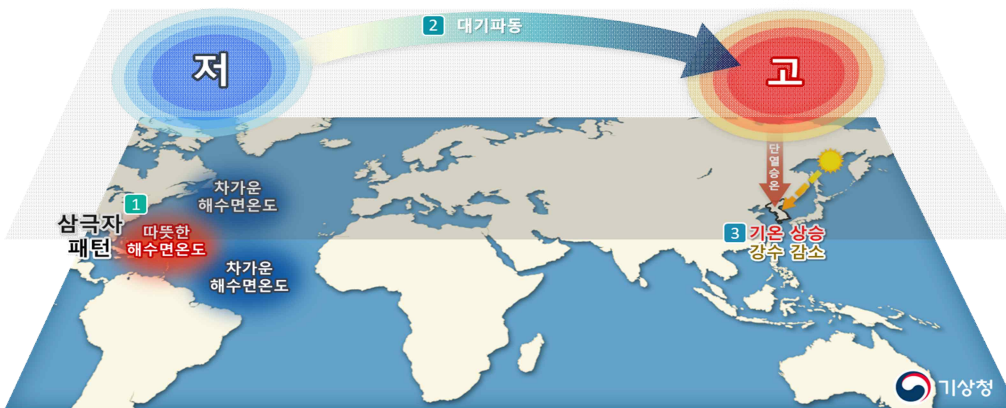 2 대기파동
저
고
단열승온
1
삼극자
패턴
차가운
해수면온도
따뜻한
해수면온도
차가운
해수면온도
3 기온 상승
강수 감소
기상청